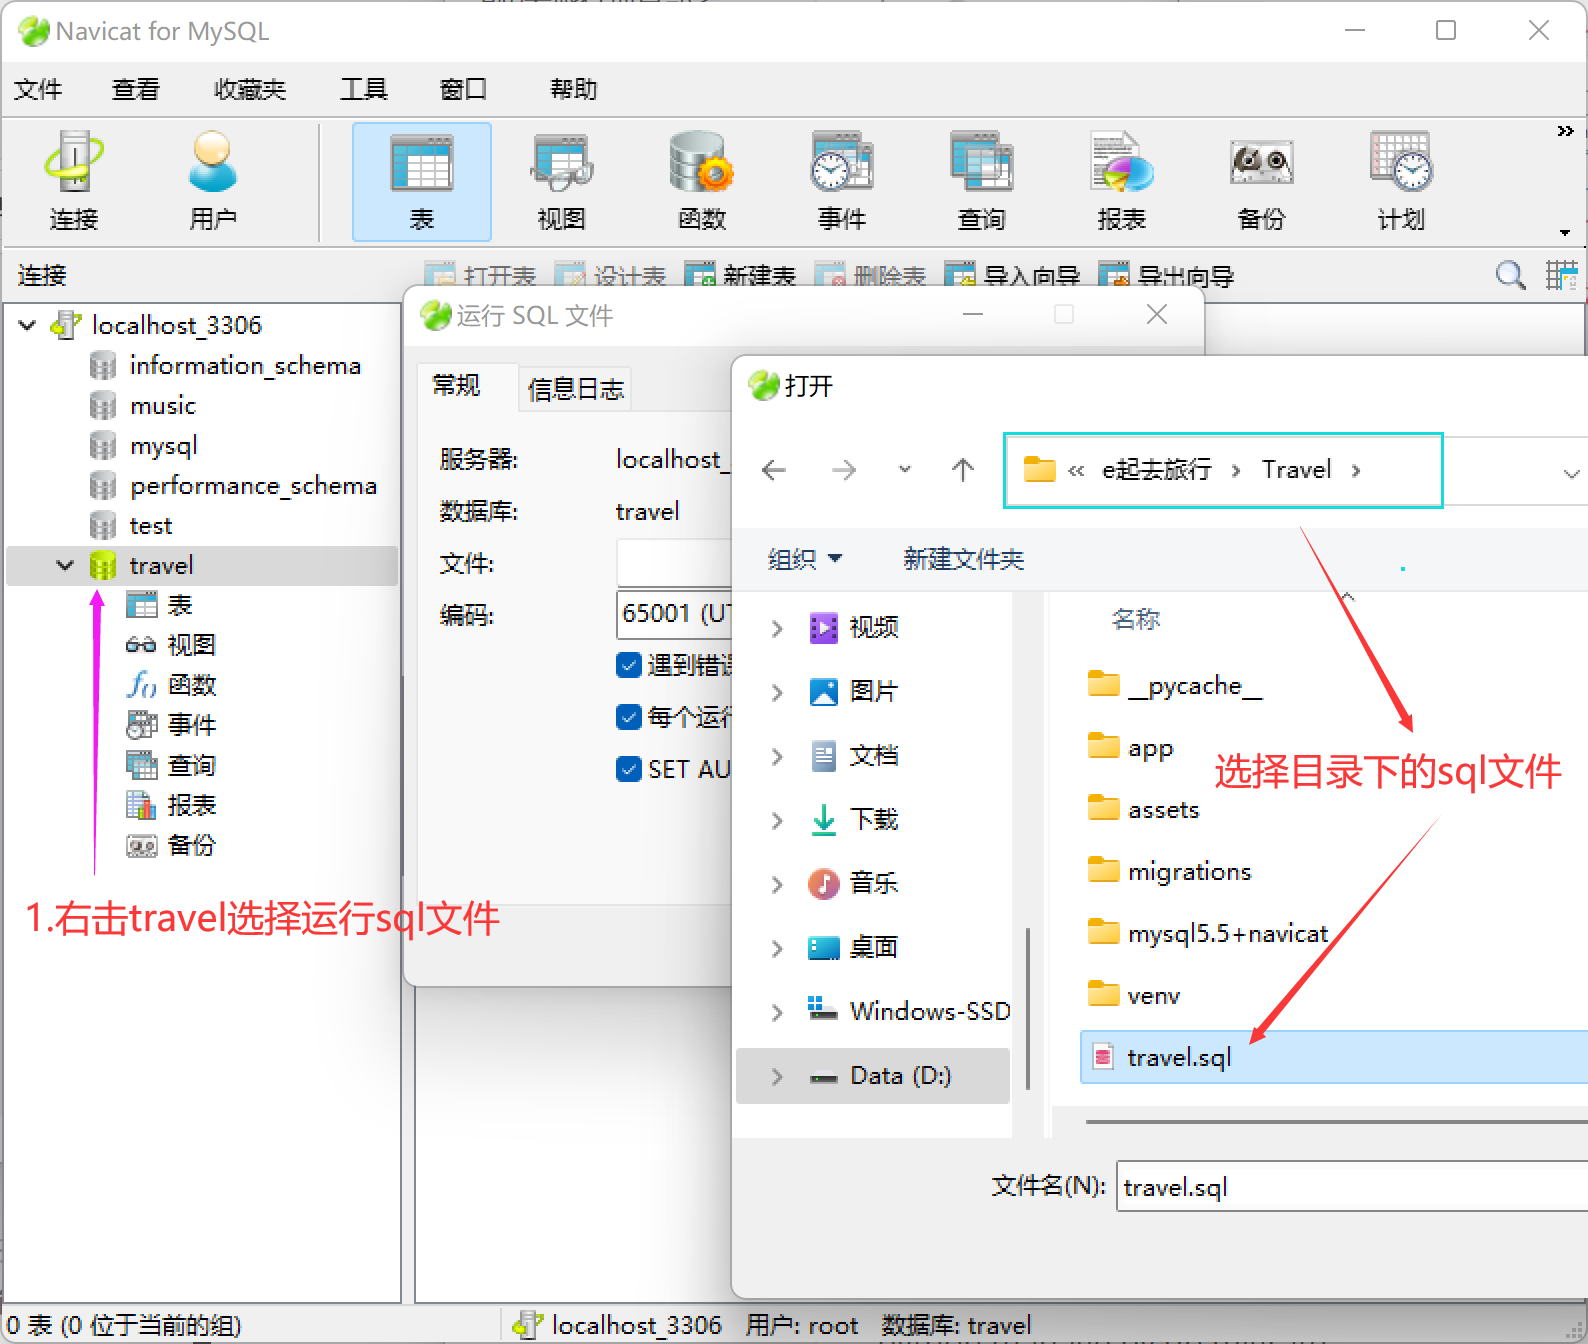 Navicat for MySQL
文件 查看 收藏夹 工具 窗口 帮助
连接 用户 表 视图 函数 事件 查询 报表 备份 计划
连接
打开表 设计表 新建表 删除表 导入向导 导出向导
localhost_3306
information_schema
music
mysql
performance_schema
test
travel
表
视图
函数
事件
查询
报表
备份
1.右击travel选择运行sql文件
运行 SQL 文件
常规 信息日志
服务器: localhost_
数据库: travel
文件:
编码: 65001 (UT
遇到错误
每个运行
SET AU
打开
« e起去旅行 › Travel ›
组织 新建文件夹
视频
图片
文档
下载
音乐
桌面
Windows-SSD
Data (D:)
名称
__pycache__
app
assets
migrations
mysql5.5+navicat
venv
travel.sql
选择目录下的sql文件
文件名(N): travel.sql
0 表 (0 位于当前的组) localhost_3306 用户: root 数据库: travel